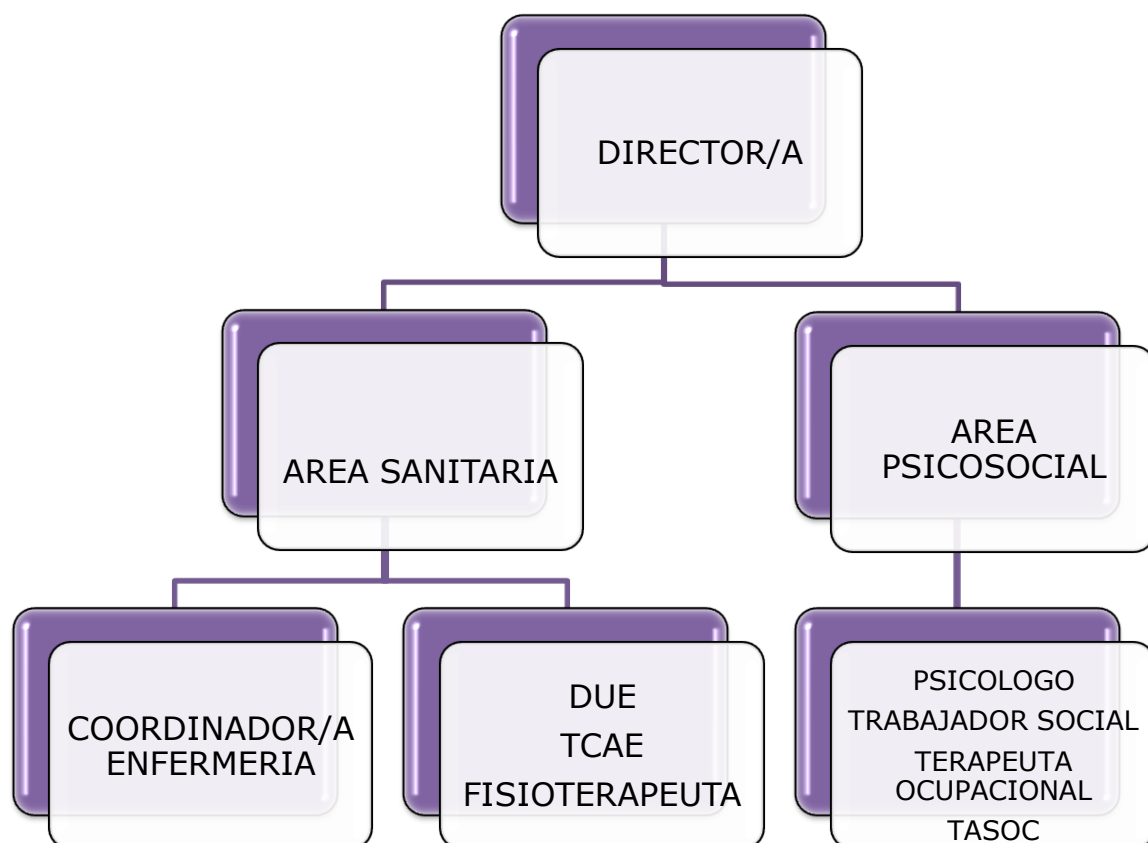 DIRECTOR/A
AREA SANITARIA
AREA
PSICOSOCIAL
COORDINADOR/A
ENFERMERIA
DUE
TCAE
FISIOTERAPEUTA
PSICOLOGO
TRABAJADOR SOCIAL
TERAPEUTA
OCUPACIONAL
TASOC